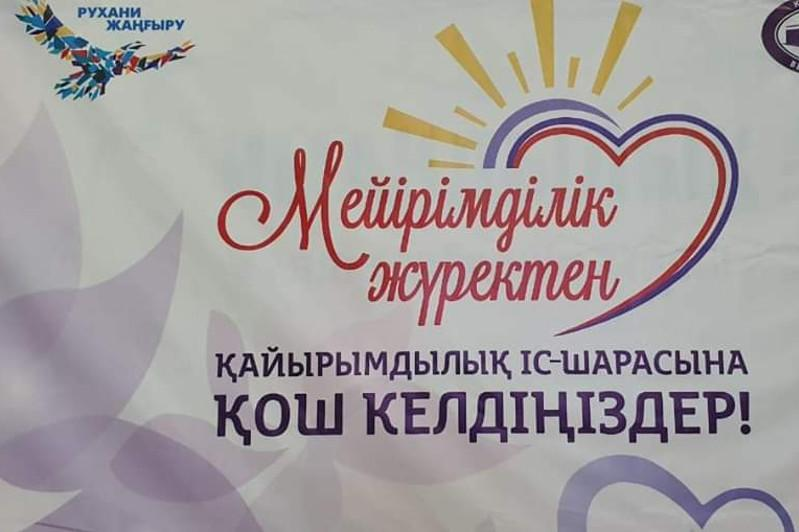 РУХАНИ
ЖАҢҒЫРУ
Мейірімділік
жүректен
ҚАЙЫРЫМДЫЛЫҚ ІС-ШАРАСЫНА
ҚОШ КЕЛДІҢІЗДЕР!